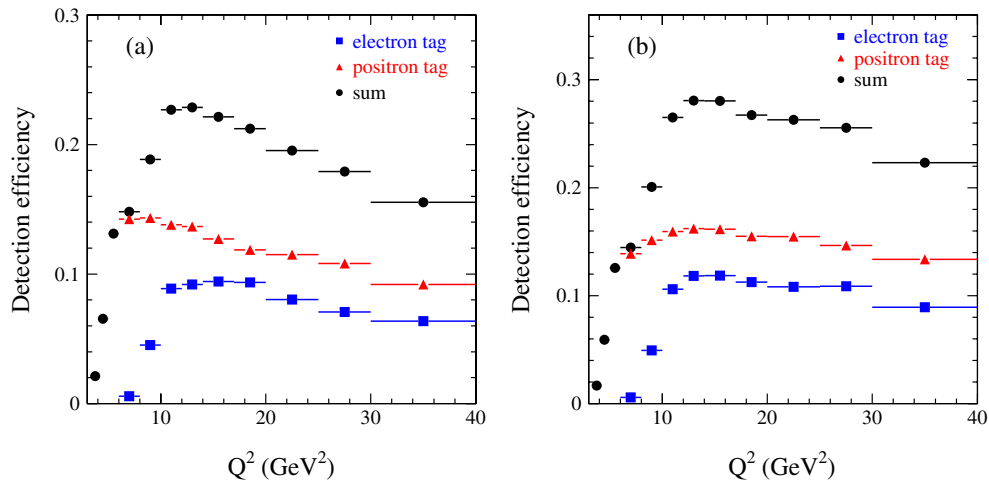 (a)
electron tag
positron tag
sum
Detection efficiency
0.3
0.2
0.1
0
10
20
30
40
Q² (GeV²)
(b)
electron tag
positron tag
sum
Detection efficiency
0.3
0.2
0.1
0
10
20
30
40
Q² (GeV²)